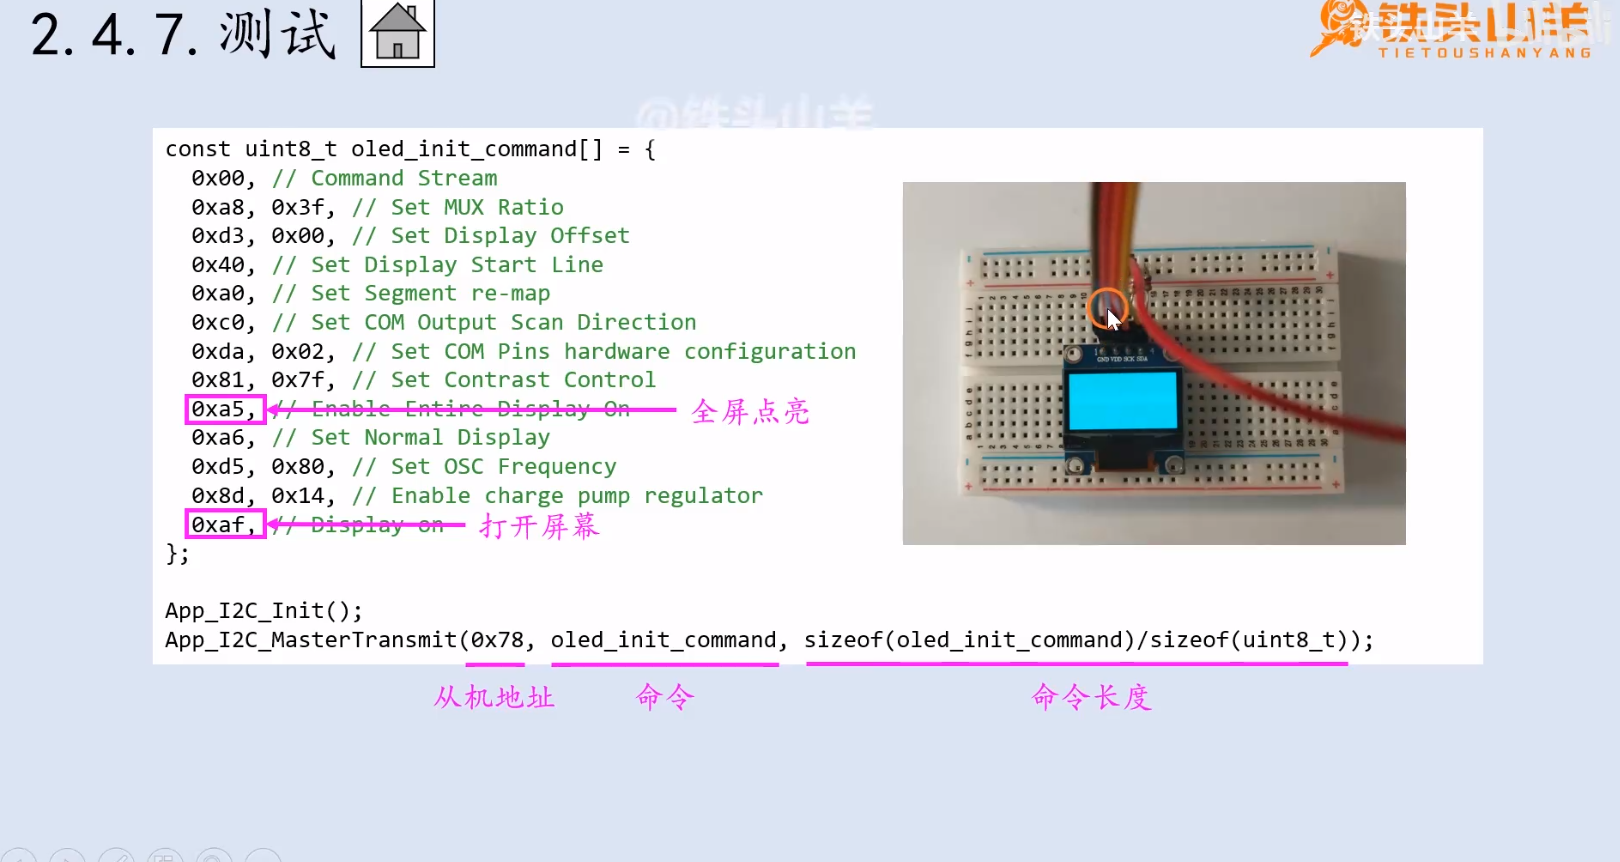 2.4.7. 测试
铁头山羊
TIETOUSHANYANG
@铁头山羊
const uint8_t oled_init_command[] = {
0x00, // Command Stream
0xa8, 0x3f, // Set MUX Ratio
0xd3, 0x00, // Set Display Offset
0x40, // Set Display Start Line
0xa0, // Set Segment re-map
0xc0, // Set COM Output Scan Direction
0xda, 0x02, // Set COM Pins hardware configuration
0x81, 0x7f, // Set Contrast Control
0xa5, // Enable Entire Display On 全屏点亮
0xa6, // Set Normal Display
0xd5, 0x80, // Set OSC Frequency
0x8d, 0x14, // Enable charge pump regulator
0xaf, // Display on 打开屏幕
};
App_I2C_Init();
App_I2C_MasterTransmit(0x78, oled_init_command, sizeof(oled_init_command)/sizeof(uint8_t));
从机地址 命令 命令长度
GND VDD SCK SDA